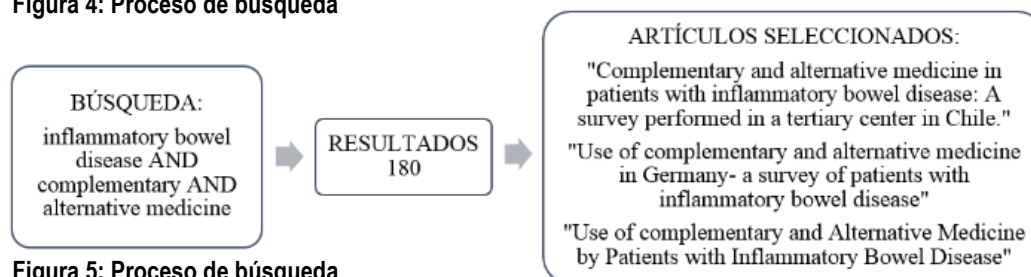 Figura 4: Proceso de búsqueda
BÚSQUEDA:
inflammatory bowel
disease AND
complementary AND
alternative medicine
RESULTADOS
180
ARTÍCULOS SELECCIONADOS:
"Complementary and alternative medicine in
patients with inflammatory bowel disease: A
survey performed in a tertiary center in Chile."
"Use of complementary and alternative medicine
in Germany- a survey of patients with
inflammatory bowel disease"
"Use of complementary and Alternative Medicine
by Patients with Inflammatory Bowel Disease"
Figura 5: Proceso de búsqueda